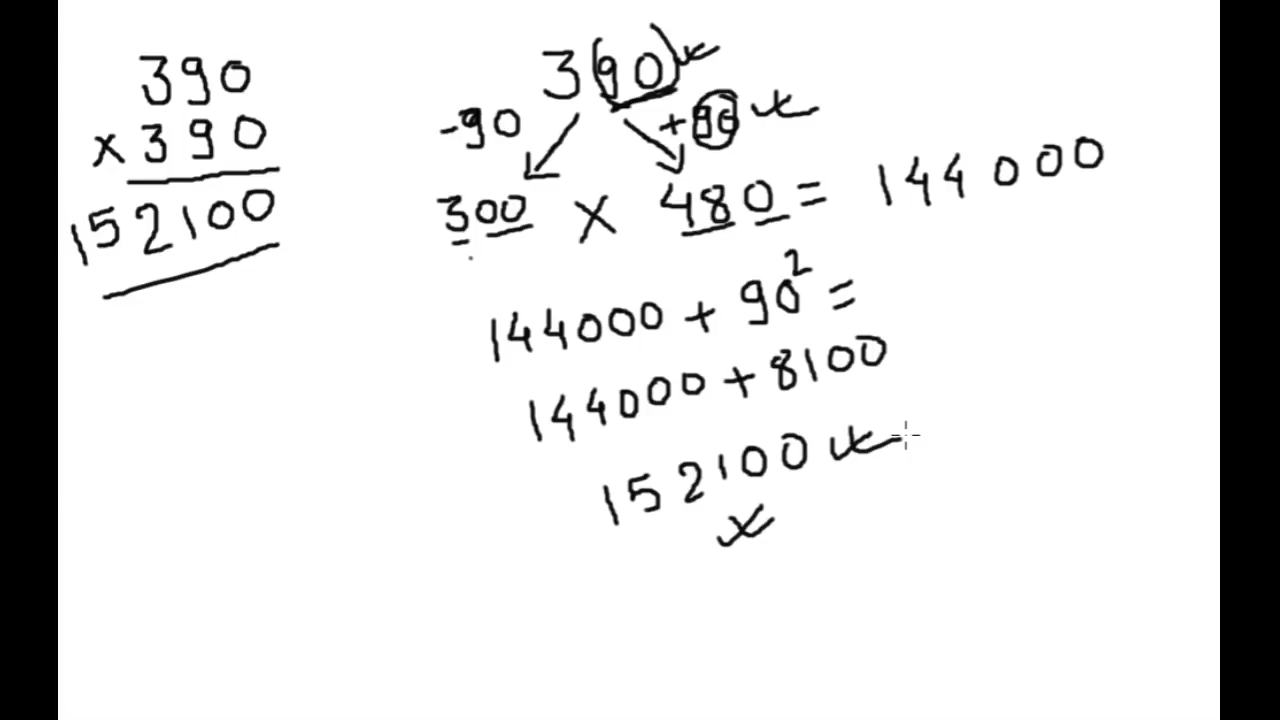 390
× 390
152100
3(90)
-90 +90
300 × 480 = 144000
144000 + 90² =
144000 + 8100
152100